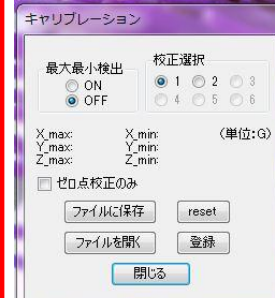 キャリブレーション
最大最小検出
ON
OFF
校正選択
1 2 3
4 5 6
X_max: X_min: (単位:G)
Y_max: Y_min:
Z_max: Z_min:
ゼロ点校正のみ
ファイルに保存 reset
ファイルを開く 登録
閉じる